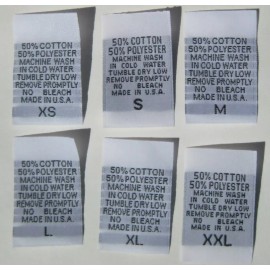 50% COTTON
50% POLYESTER
MACHINE WASH
IN COLD WATER
TUMBLE DRY LOW
REMOVE PROMPTLY
NO BLEACH
MADE IN U.S.A.
XS
50% COTTON
50% POLYESTER
MACHINE WASH
IN COLD WATER
TUMBLE DRY LOW
REMOVE PROMPTLY
NO BLEACH
MADE IN U.S.A.
S
50% COTTON
50% POLYESTER
MACHINE WASH
IN COLD WATER
TUMBLE DRY LOW
REMOVE PROMPTLY
NO BLEACH
MADE IN U.S.A.
M
50% COTTON
50% POLYESTER
MACHINE WASH
IN COLD WATER
TUMBLE DRY LOW
REMOVE PROMPTLY
NO BLEACH
MADE IN U.S.A.
L
50% COTTON
50% POLYESTER
MACHINE WASH
IN COLD WATER
TUMBLE DRY LOW
REMOVE PROMPTLY
NO BLEACH
MADE IN U.S.A.
XL
50% COTTON
50% POLYESTER
MACHINE WASH
IN COLD WATER
TUMBLE DRY LOW
REMOVE PROMPTLY
NO BLEACH
MADE IN U.S.A.
XXL